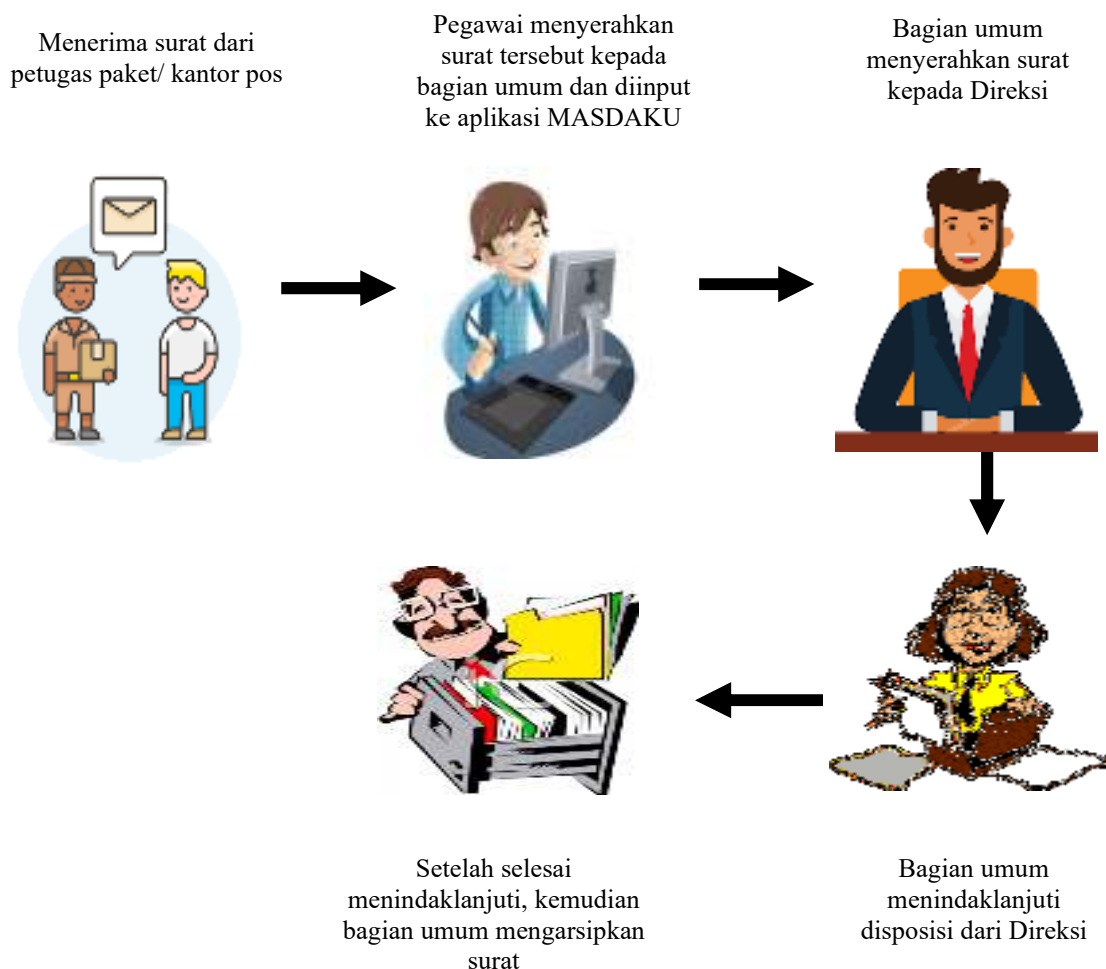 Menerima surat dari
petugas paket/ kantor pos
Pegawai menyerahkan
surat tersebut kepada
bagian umum dan diinput
ke aplikasi MASDAKU
Bagian umum
menyerahkan surat
kepada Direksi
Bagian umum
menindaklanjuti
disposisi dari Direksi
Setelah selesai
menindaklanjuti, kemudian
bagian umum mengarsipkan
surat